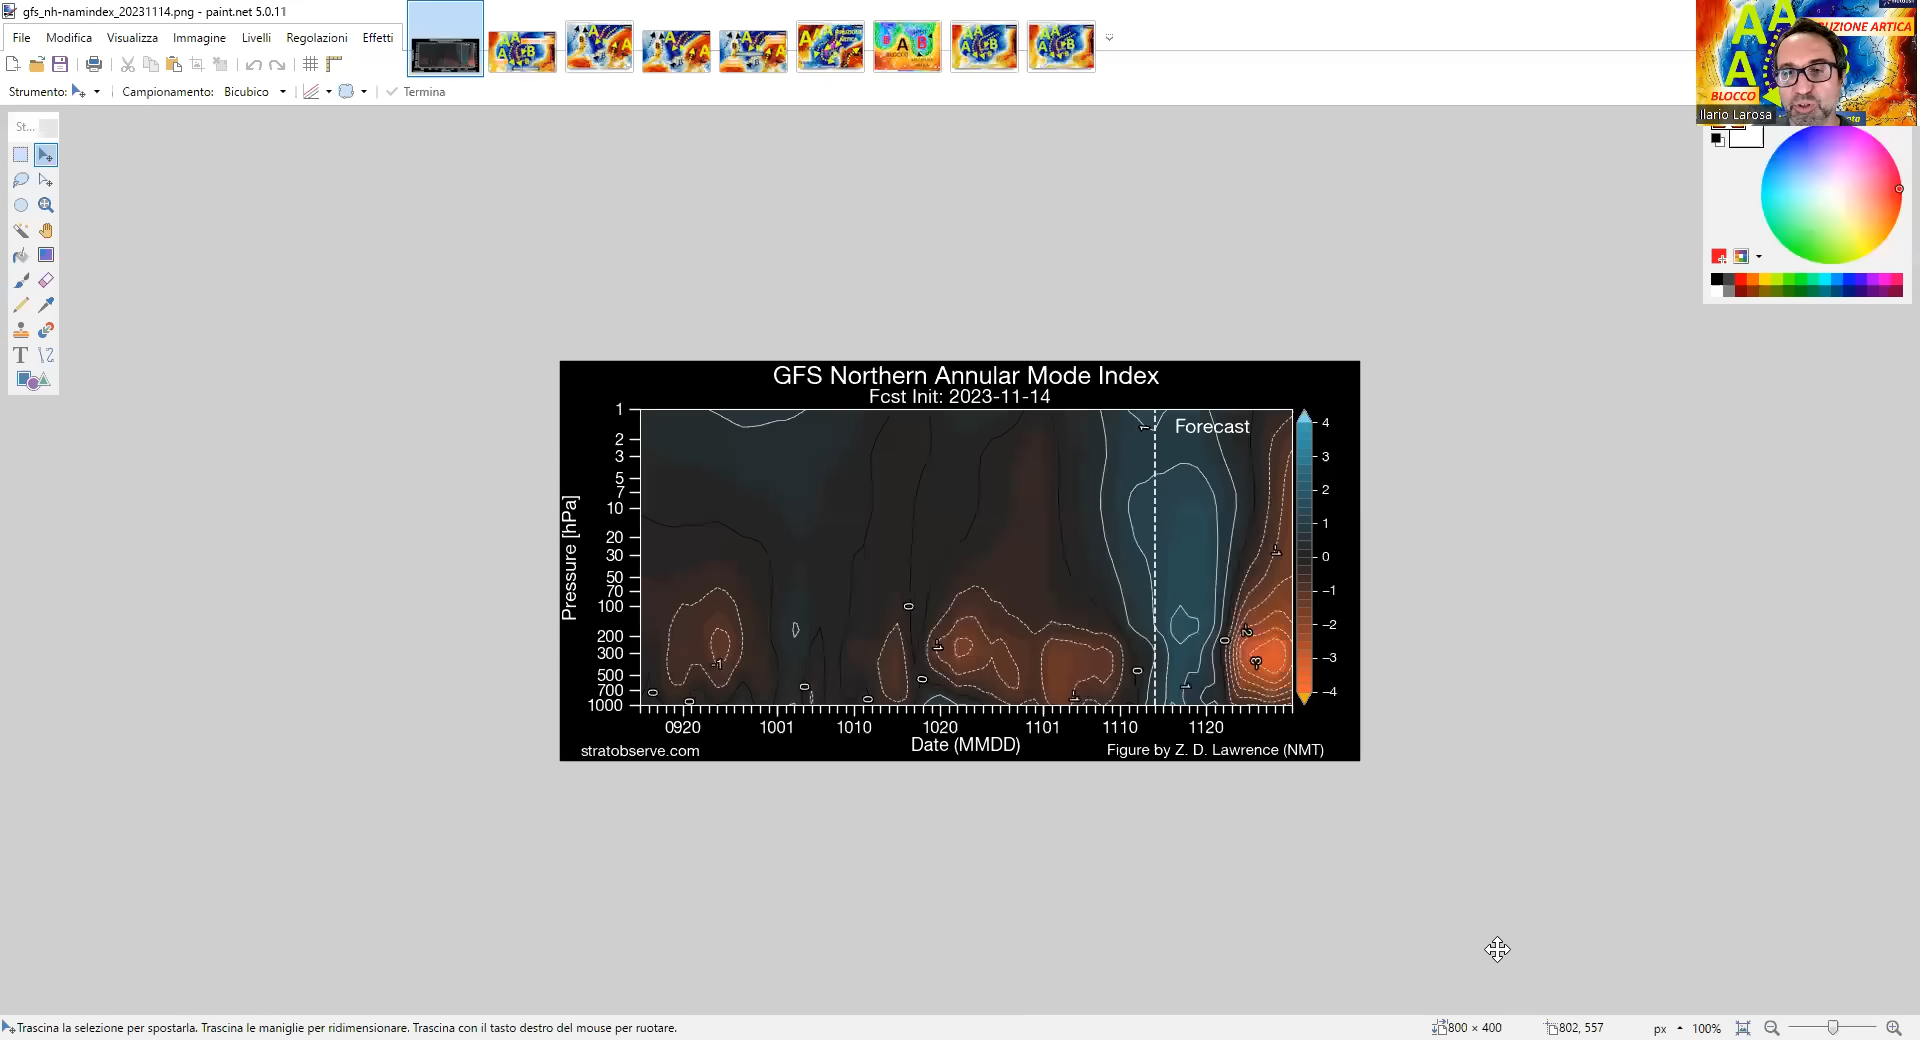 gfs_nh-namindex_20231114.png - paint.net 5.0.11
File Modifica Visualizza Immagine Livelli Regolazioni Effetti
Strumento: Campionamento: Bicubico Termina
St...
A A
ERUZIONE ARTICA
A
BLOCCO
Ilario Larosa
GFS Northern Annular Mode Index
Fcst Init: 2023-11-14
Forecast
Pressure [hPa]
1
2
3
5
7
10
20
30
50
70
100
200
300
500
700
1000
4
3
2
1
0
−1
−2
−3
−4
0920 1001 1010 1020 1101 1110 1120
Date (MMDD)
stratobserve.com Figure by Z. D. Lawrence (NMT)
Trascina la selezione per spostarla. Trascina le maniglie per ridimensionare. Trascina con il tasto destro del mouse per ruotare. 800 × 400 802, 557 px 100%